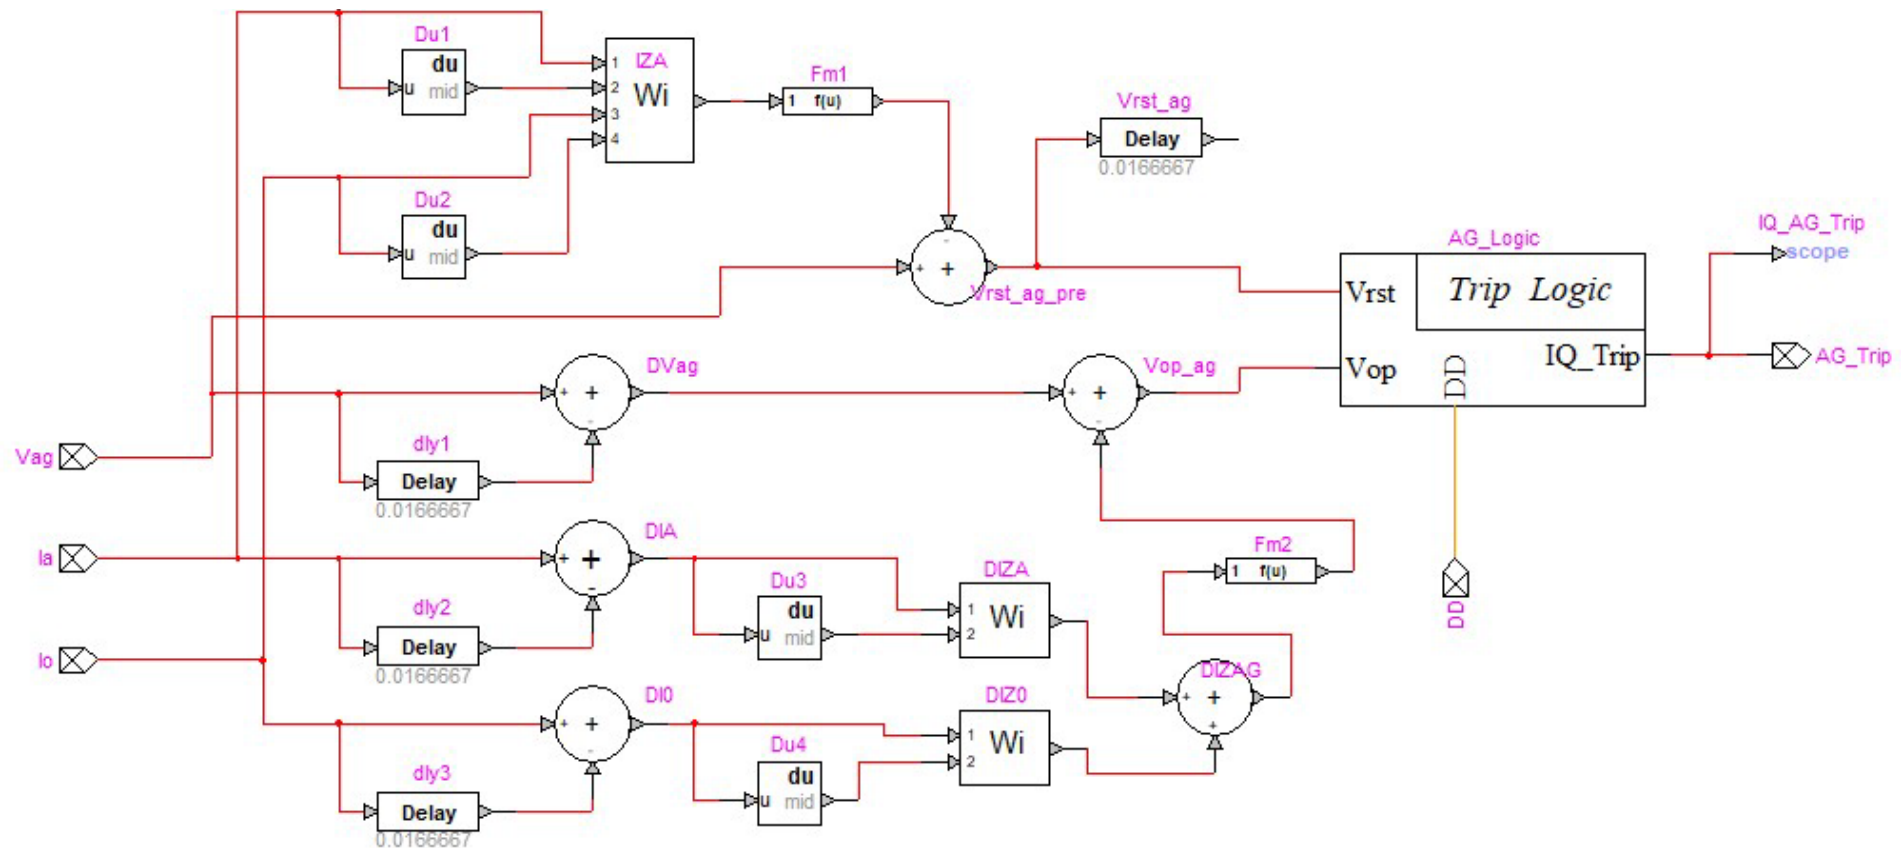 Du1
du
u mid
IZA
Wi
1
2
3
4
Fm1
1 f(u)
Vrst_ag
Delay
0.0166667
Du2
du
u mid
-
+ +
Vrst_ag_pre
AG_Logic
Vrst
Trip Logic
Vop
DD
IQ_Trip
IQ_AG_Trip
scope
AG_Trip
DVag
+ +
-
Vop_ag
+ +
-
Vag
dly1
Delay
0.0166667
Ia
DIA
+ +
-
dly2
Delay
0.0166667
Du3
du
u mid
DIZA
1
2
Wi
Fm2
1 f(u)
DD
Io
DI0
+ +
-
dly3
Delay
0.0166667
Du4
du
u mid
DIZ0
1
2
Wi
DIZAG
+ +
+